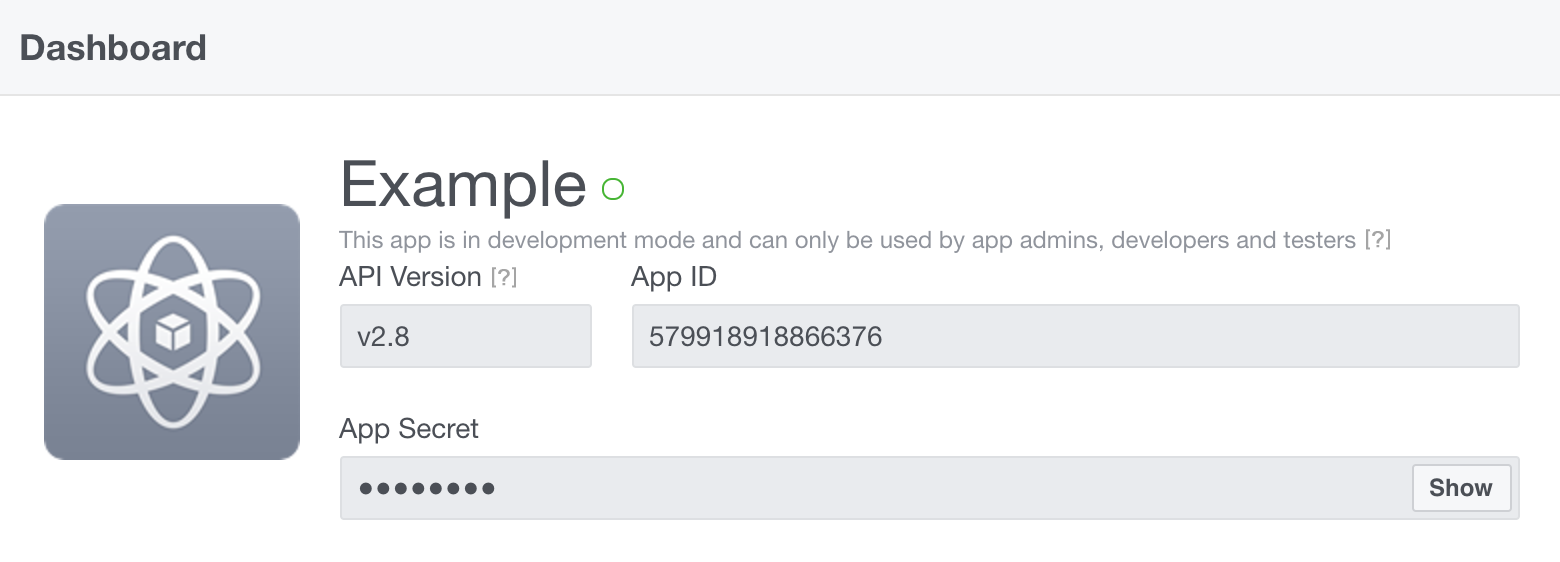 Dashboard
Example
This app is in development mode and can only be used by app admins, developers and testers [?]
API Version [?] App ID
v2.8 579918918866376
App Secret
•••••••• Show